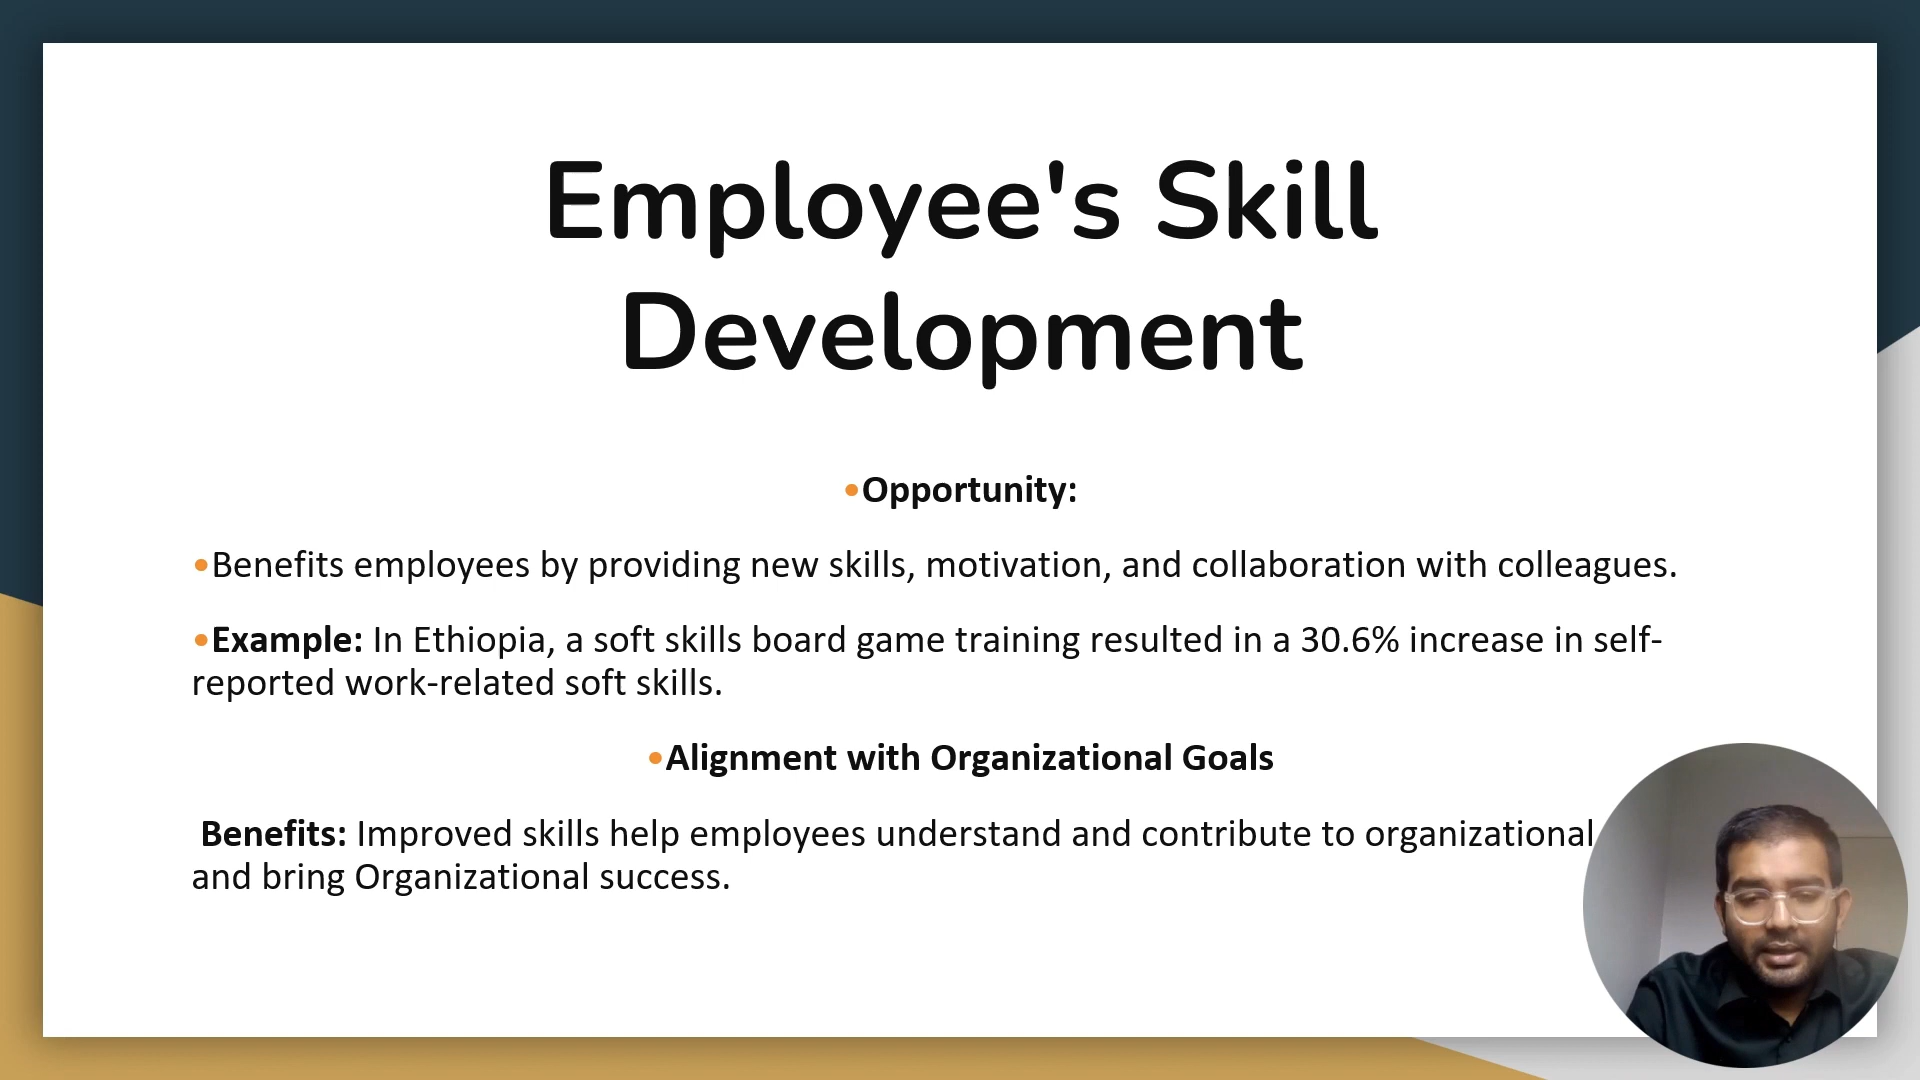 Employee's Skill
Development
•Opportunity:
•Benefits employees by providing new skills, motivation, and collaboration with colleagues.
•Example: In Ethiopia, a soft skills board game training resulted in a 30.6% increase in self-
reported work-related soft skills.
•Alignment with Organizational Goals
Benefits: Improved skills help employees understand and contribute to organizational
and bring Organizational success.